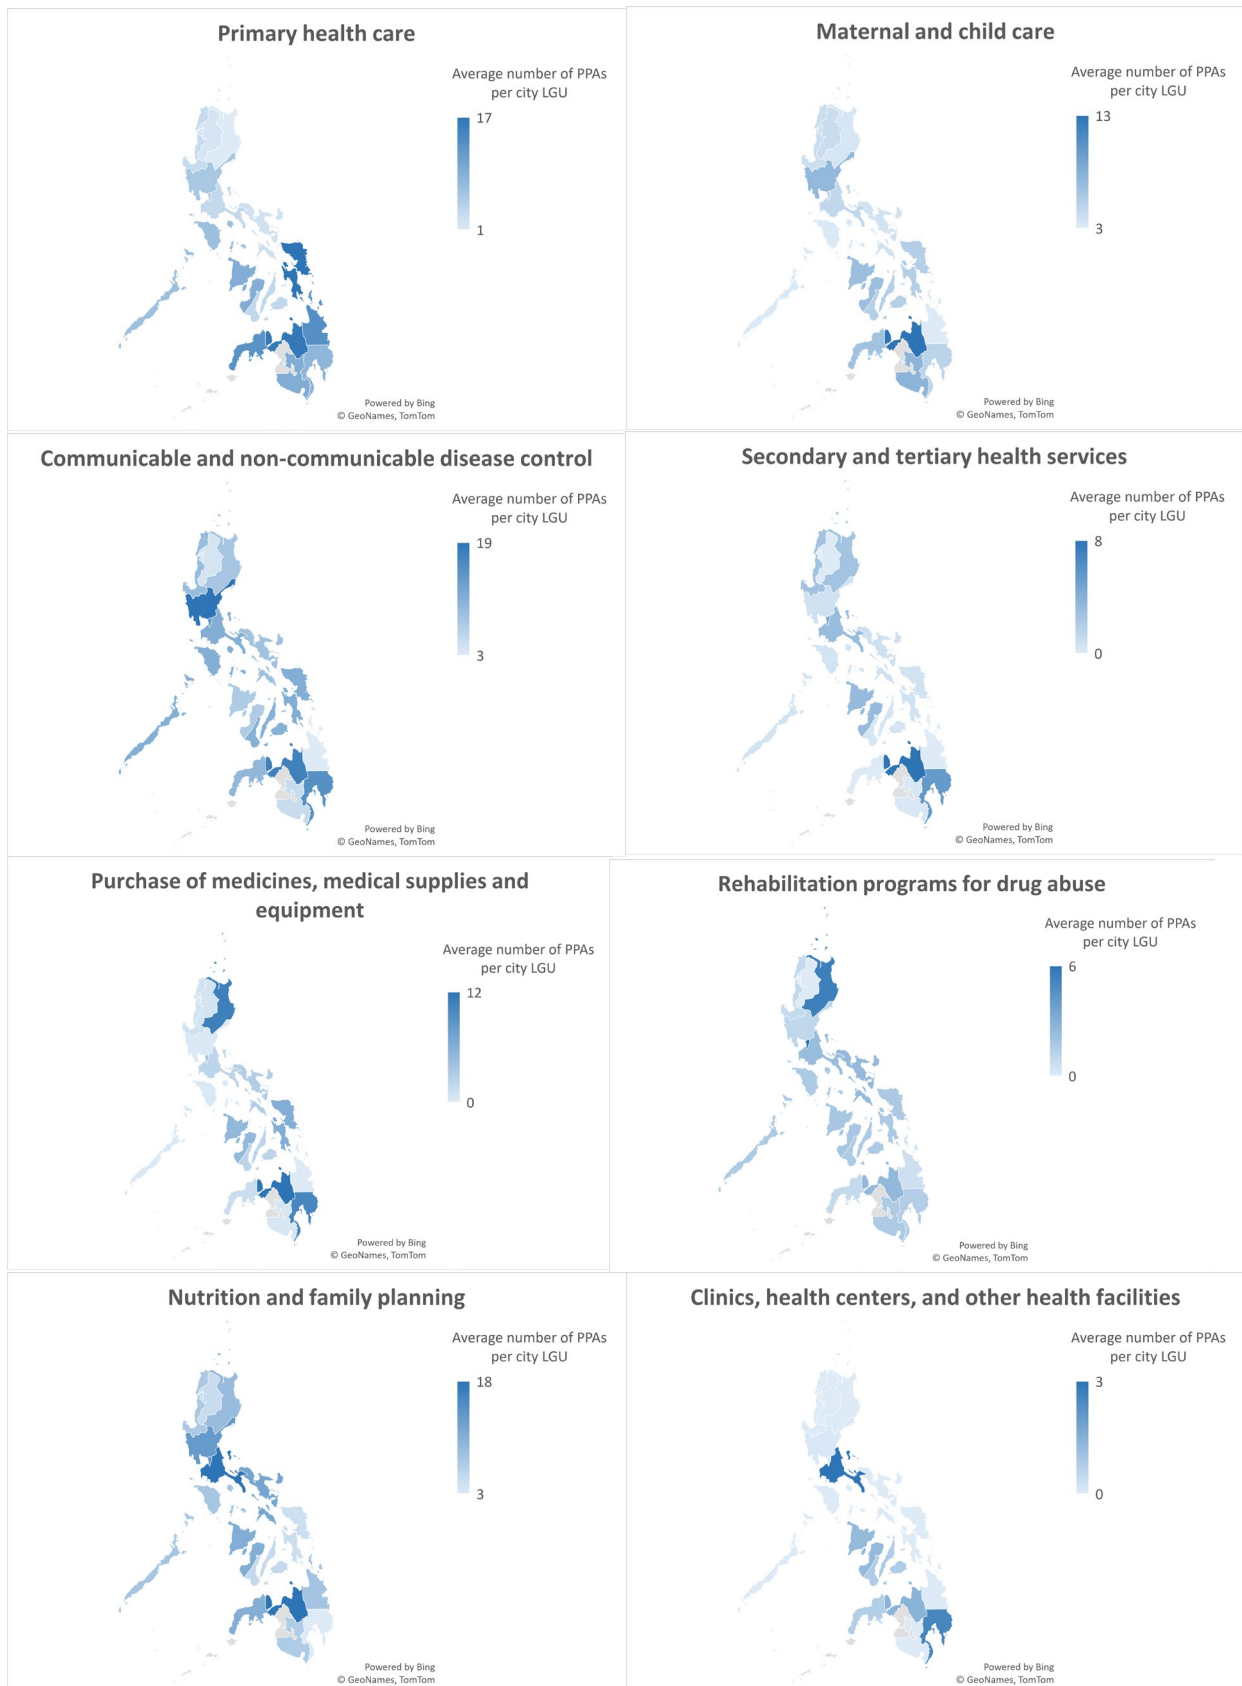 Primary health care
Average number of PPAs
per city LGU
17
1
Powered by Bing
© GeoNames, TomTom
Maternal and child care
Average number of PPAs
per city LGU
13
3
Powered by Bing
© GeoNames, TomTom
Communicable and non-communicable disease control
Average number of PPAs
per city LGU
19
3
Powered by Bing
© GeoNames, TomTom
Secondary and tertiary health services
Average number of PPAs
per city LGU
8
0
Powered by Bing
© GeoNames, TomTom
Purchase of medicines, medical supplies and
equipment
Average number of PPAs
per city LGU
12
0
Powered by Bing
© GeoNames, TomTom
Rehabilitation programs for drug abuse
Average number of PPAs
per city LGU
6
0
Powered by Bing
© GeoNames, TomTom
Nutrition and family planning
Average number of PPAs
per city LGU
18
3
Powered by Bing
© GeoNames, TomTom
Clinics, health centers, and other health facilities
Average number of PPAs
per city LGU
3
0
Powered by Bing
© GeoNames, TomTom